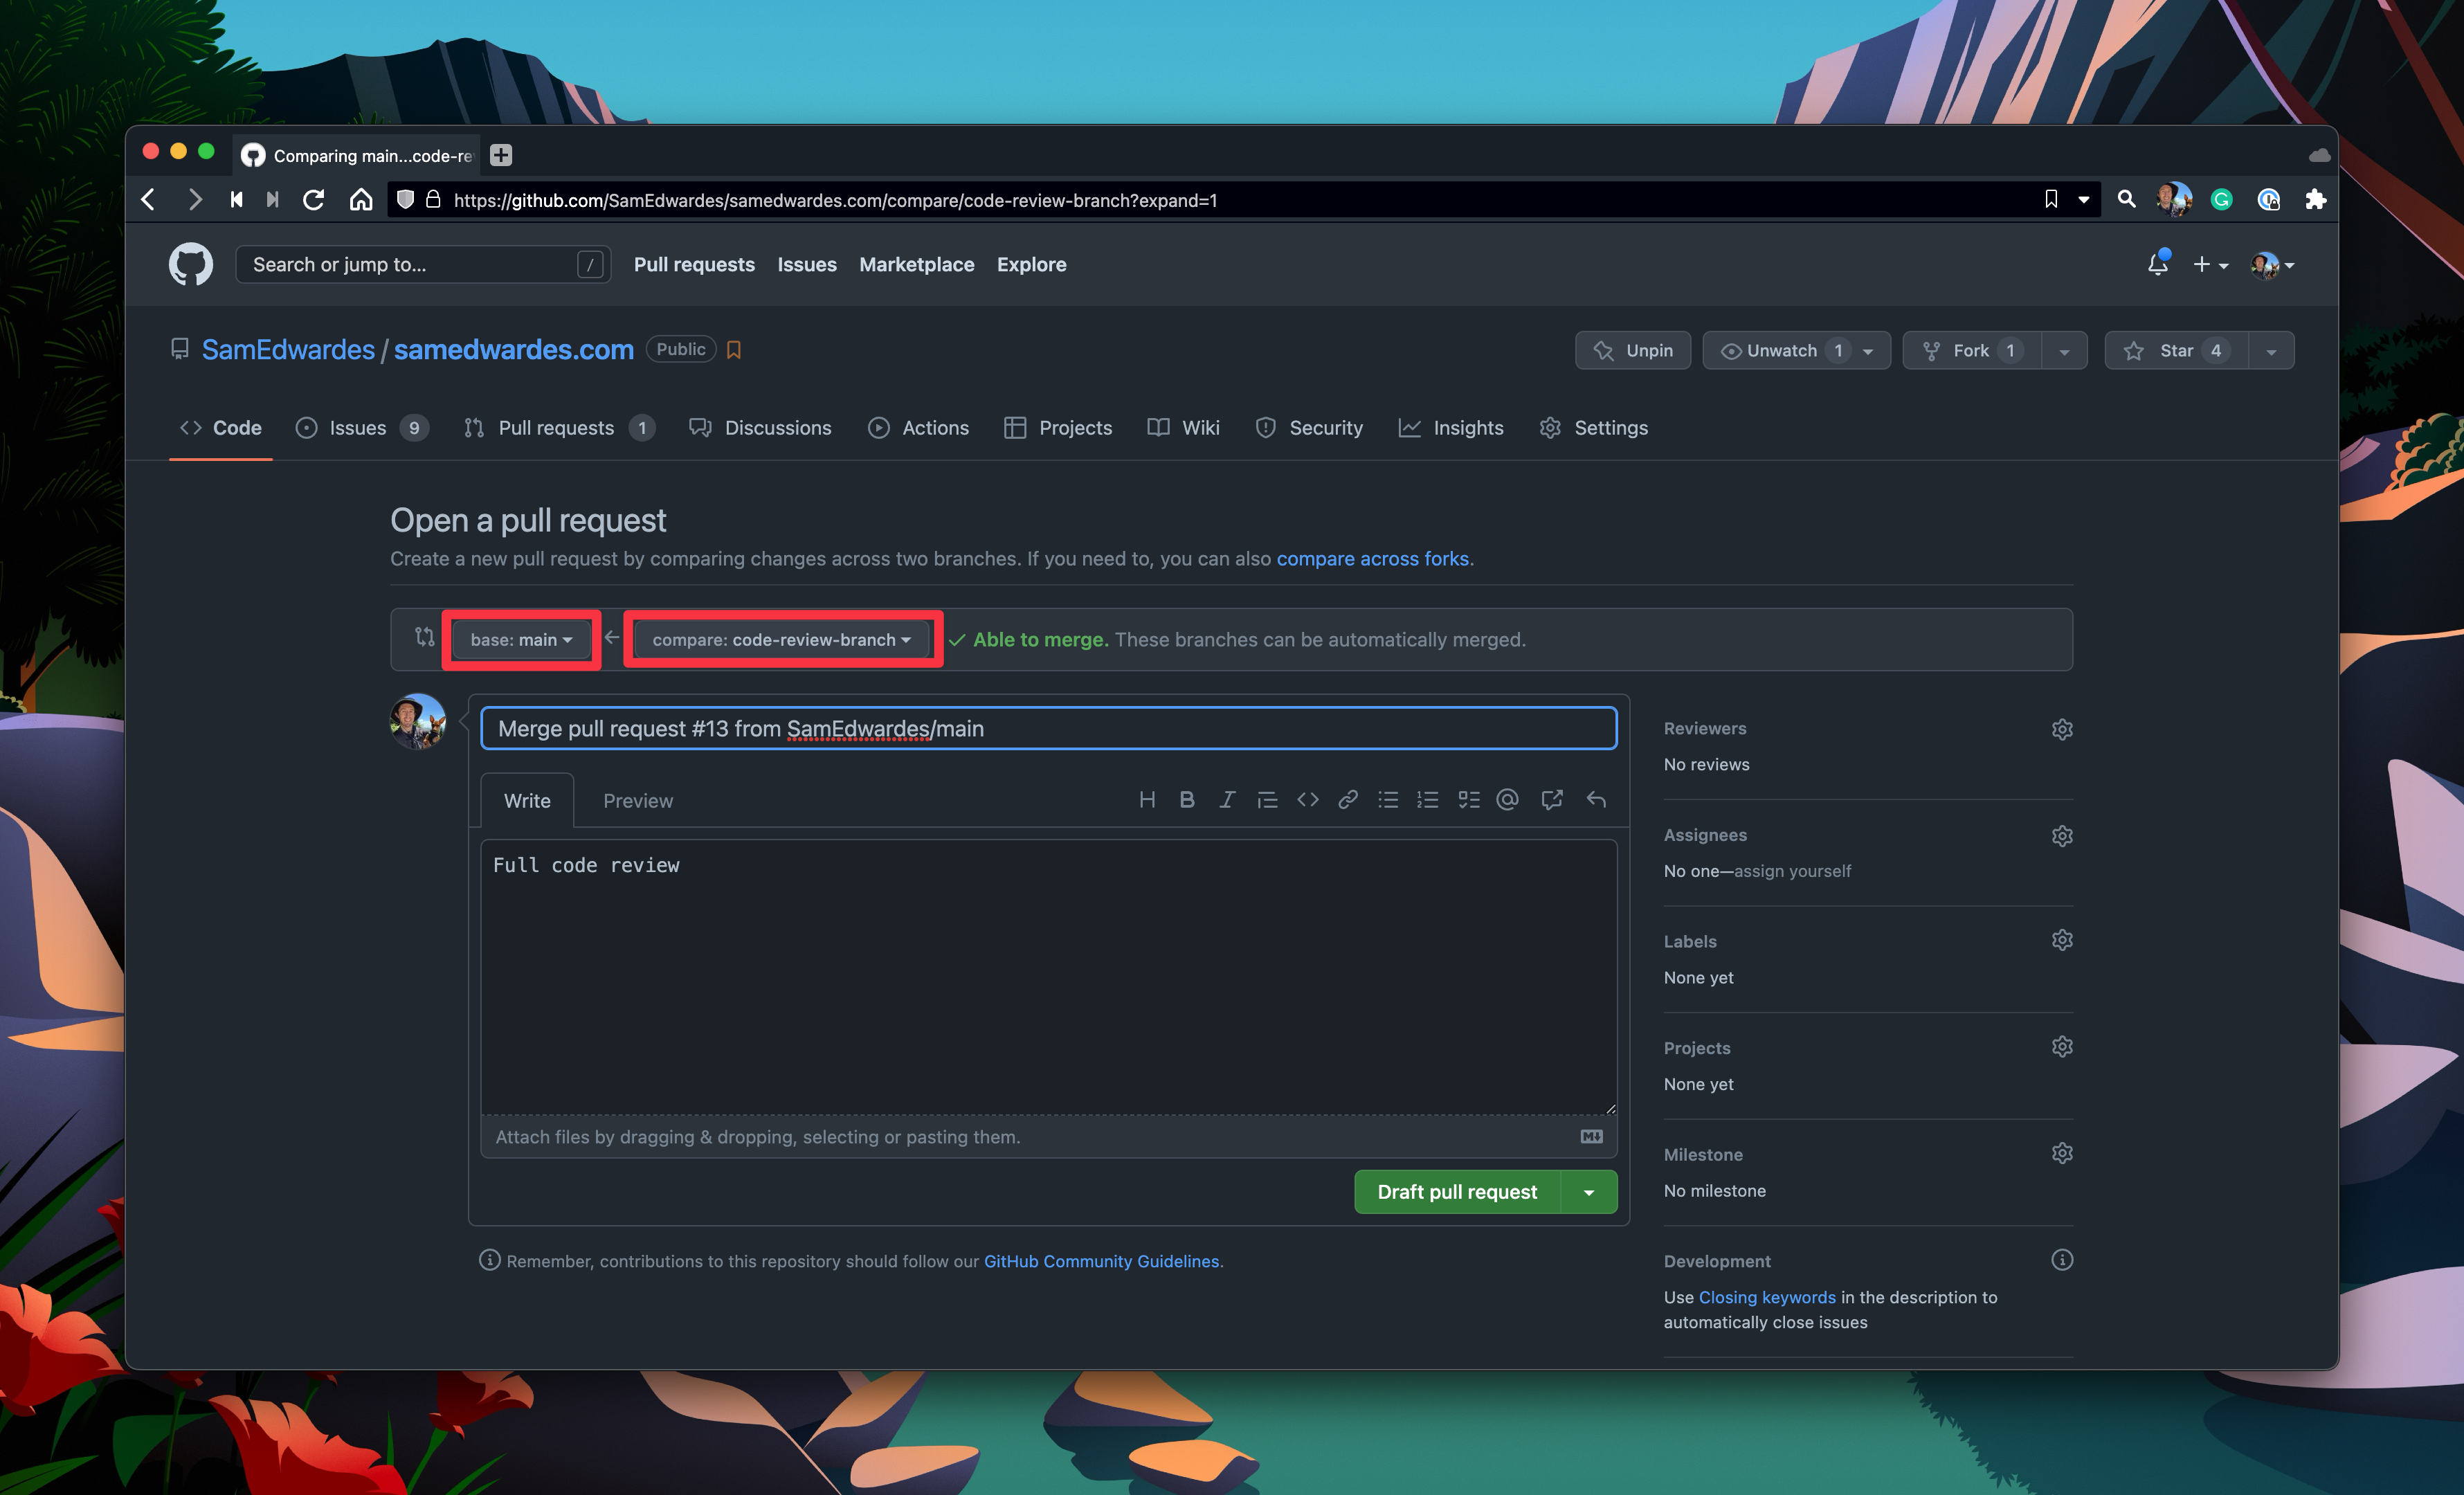 Comparing main...code-re
https://github.com/SamEdwardes/samedwardes.com/compare/code-review-branch?expand=1
Search or jump to... / Pull requests Issues Marketplace Explore
SamEdwardes / samedwardes.com Public Unpin Unwatch 1 Fork 1 Star 4
Code Issues 9 Pull requests 1 Discussions Actions Projects Wiki Security Insights Settings
Open a pull request
Create a new pull request by comparing changes across two branches. If you need to, you can also compare across forks.
base: main compare: code-review-branch Able to merge. These branches can be automatically merged.
Merge pull request #13 from SamEdwardes/main
Write Preview
Full code review
Attach files by dragging & dropping, selecting or pasting them.
Draft pull request
Remember, contributions to this repository should follow our GitHub Community Guidelines.
Reviewers
No reviews
Assignees
No one—assign yourself
Labels
None yet
Projects
None yet
Milestone
No milestone
Development
Use Closing keywords in the description to
automatically close issues